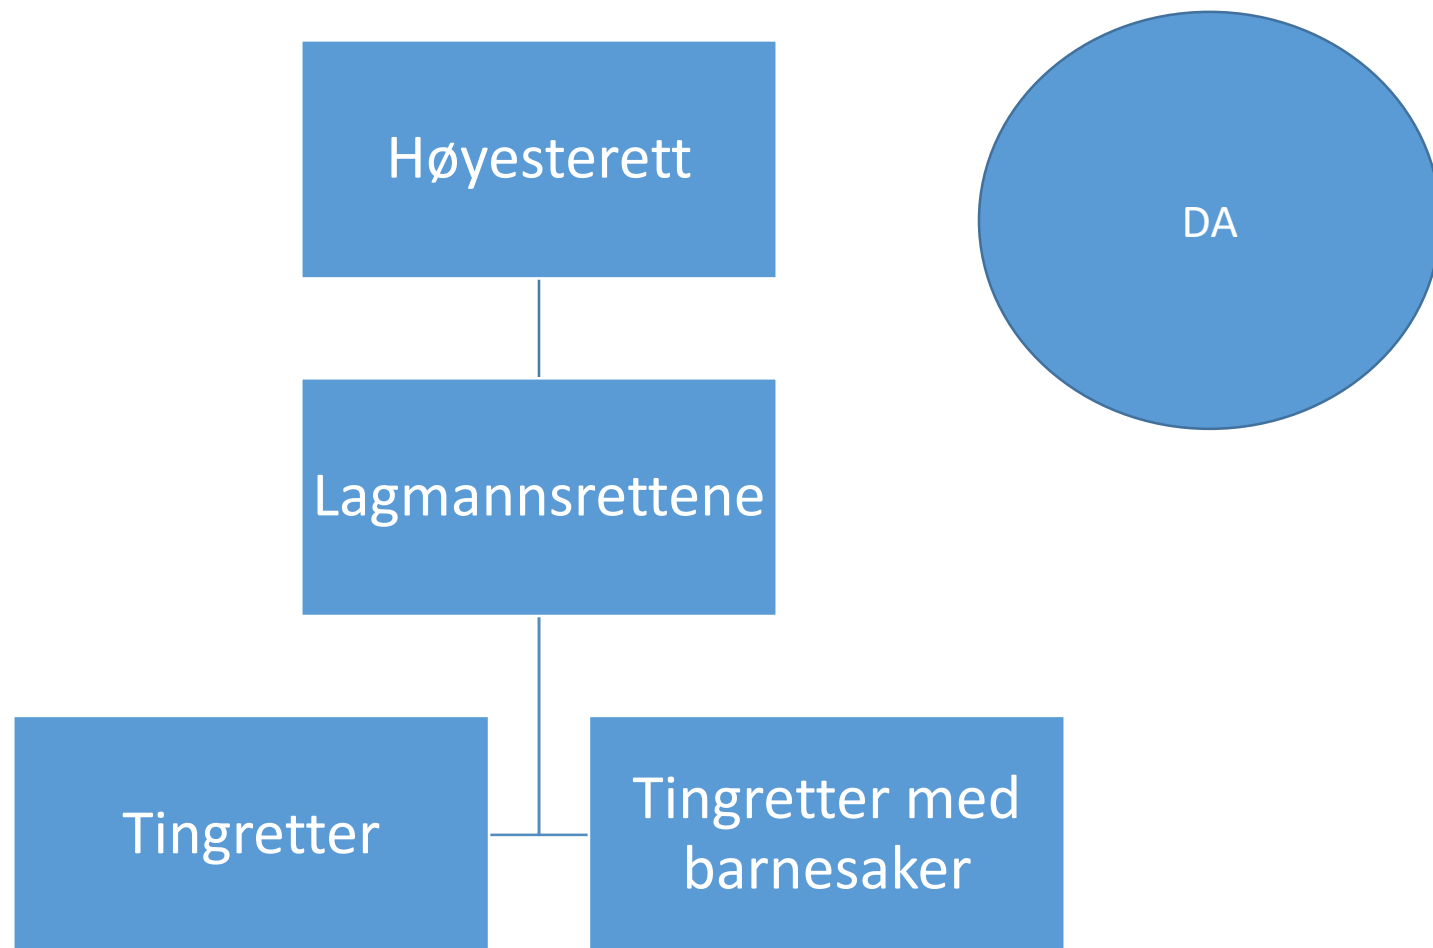 Høyesterett
DA
Lagmannsrettene
Tingretter
Tingretter med
barnesaker